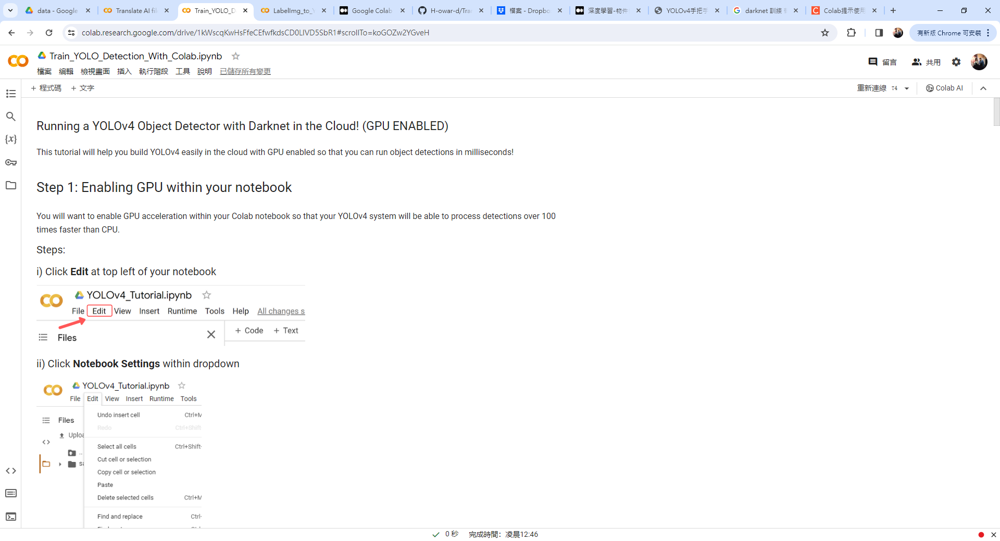 data - Google
Translate AI fil
Train_YOLO_D
LabelImg_to_Y
Google Colab
H-owar-d/Trai
檔案 - Dropbo
深度學習-物件
YOLOv4手把手
darknet 訓練
Colab提示使用
colab.research.google.com/drive/1kWscqKwHsFfeCEfwfkdsCD0LlVD5SbR1#scrollTo=koGOZw2YGveH
有新版 Chrome 可安裝
Train_YOLO_Detection_With_Colab.ipynb
檔案 編輯 檢視畫面 插入 執行階段 工具 說明 已儲存所有變更
留言 共用
+ 程式碼 + 文字
重新連線 T4 Colab AI
Running a YOLOv4 Object Detector with Darknet in the Cloud! (GPU ENABLED)
This tutorial will help you build YOLOv4 easily in the cloud with GPU enabled so that you can run object detections in milliseconds!
Step 1: Enabling GPU within your notebook
You will want to enable GPU acceleration within your Colab notebook so that your YOLOv4 system will be able to process detections over 100
times faster than CPU.
Steps:
i) Click Edit at top left of your notebook
YOLOv4_Tutorial.ipynb
File Edit View Insert Runtime Tools Help All changes s
+ Code + Text
Files
ii) Click Notebook Settings within dropdown
YOLOv4_Tutorial.ipynb
File Edit View Insert Runtime Tools
Undo insert cell Ctrl+M
Files
Redo Ctrl+Shift
Uploa
Select all cells Ctrl+Shift-
..
Cut cell or selection
sa
Copy cell or selection
Paste
Delete selected cells Ctrl+M
Find and replace Ctrl-
0 秒 完成時間：凌晨12:46